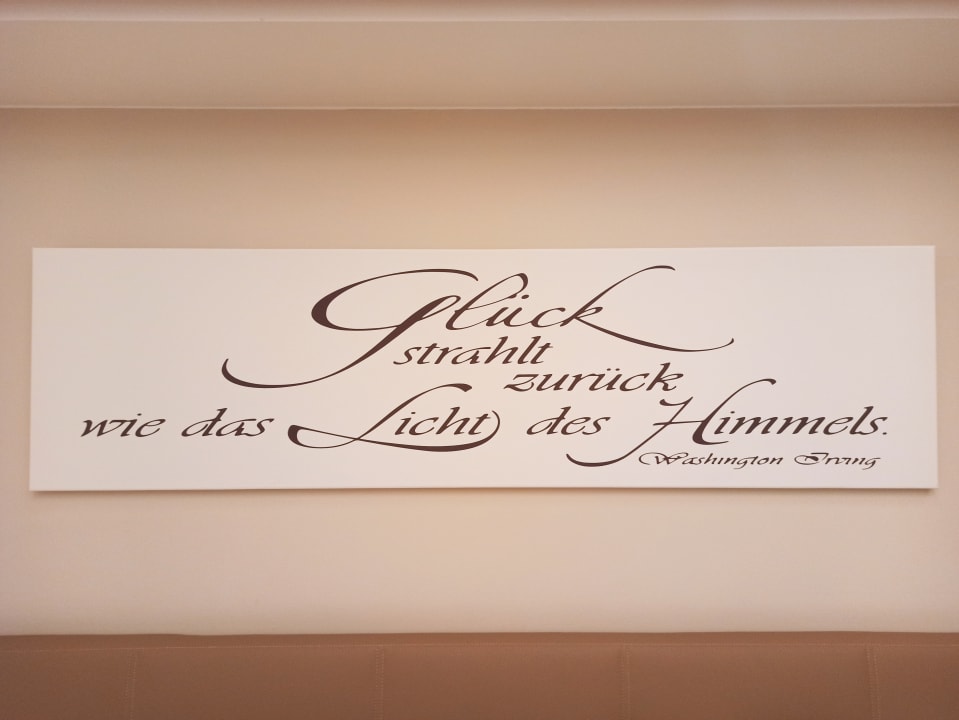 Glück
strahlt
zurück
wie das Licht des Himmels.
Washington Irving